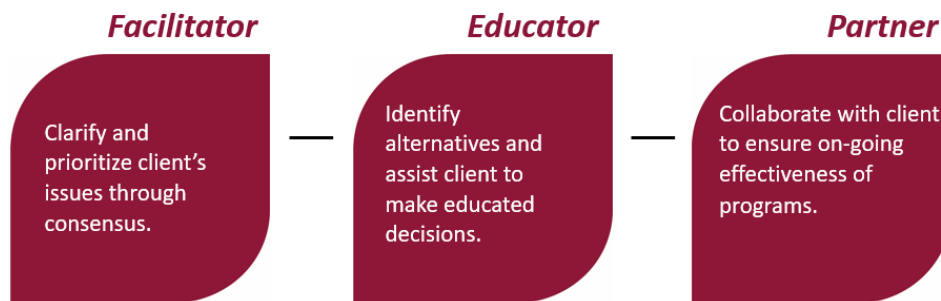 Facilitator
Clarify and
prioritize client's
issues through
consensus.
Educator
Identify
alternatives and
assist client to
make educated
decisions.
Partner
Collaborate with client
to ensure on-going
effectiveness of
programs.